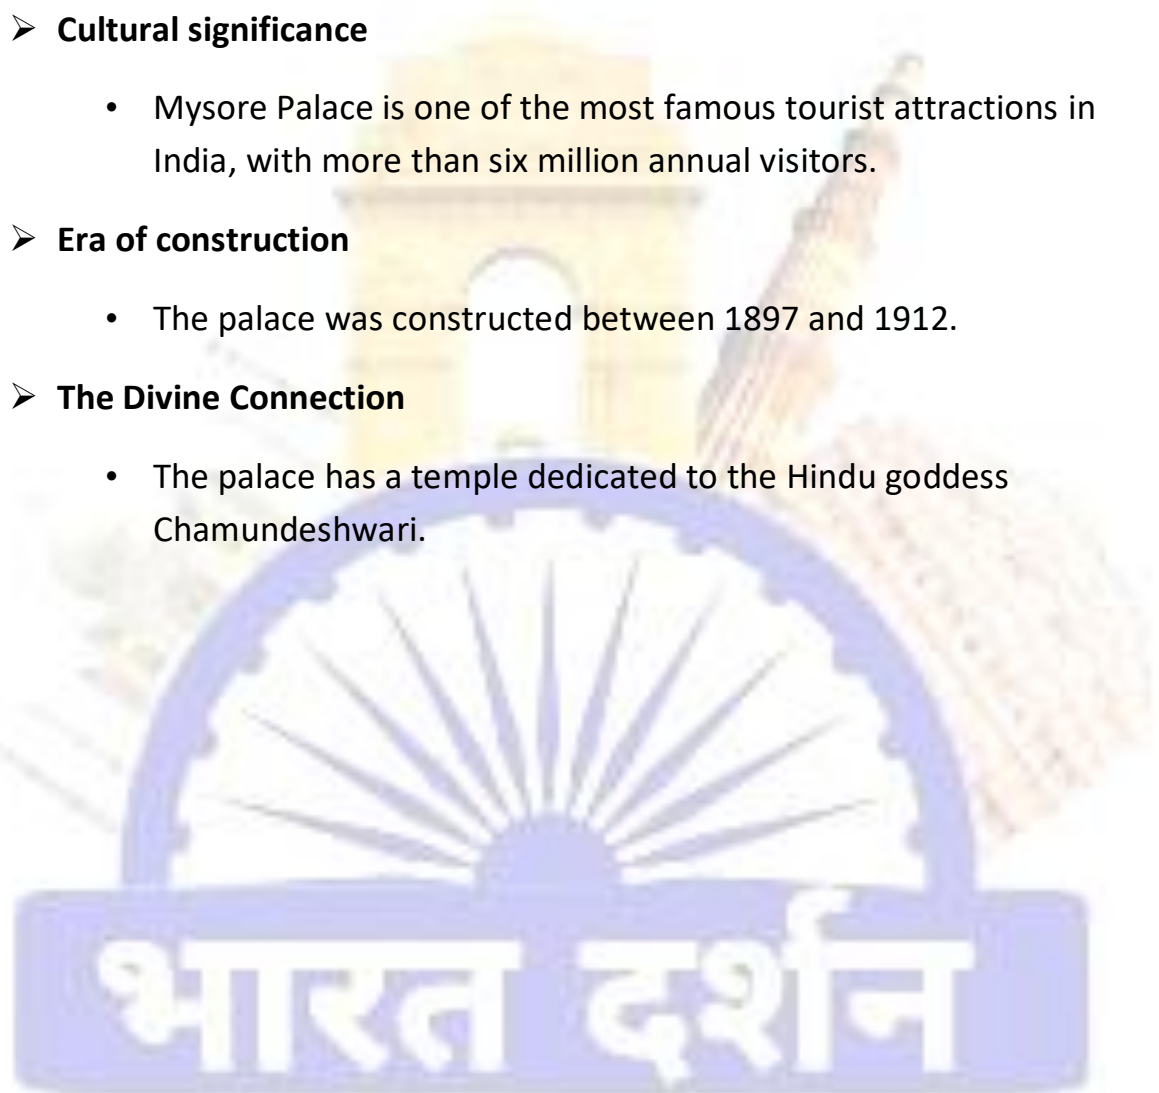 ➢ Cultural significance
• Mysore Palace is one of the most famous tourist attractions in
India, with more than six million annual visitors.
➢ Era of construction
• The palace was constructed between 1897 and 1912.
➢ The Divine Connection
• The palace has a temple dedicated to the Hindu goddess
Chamundeshwari.
भारत दर्शन